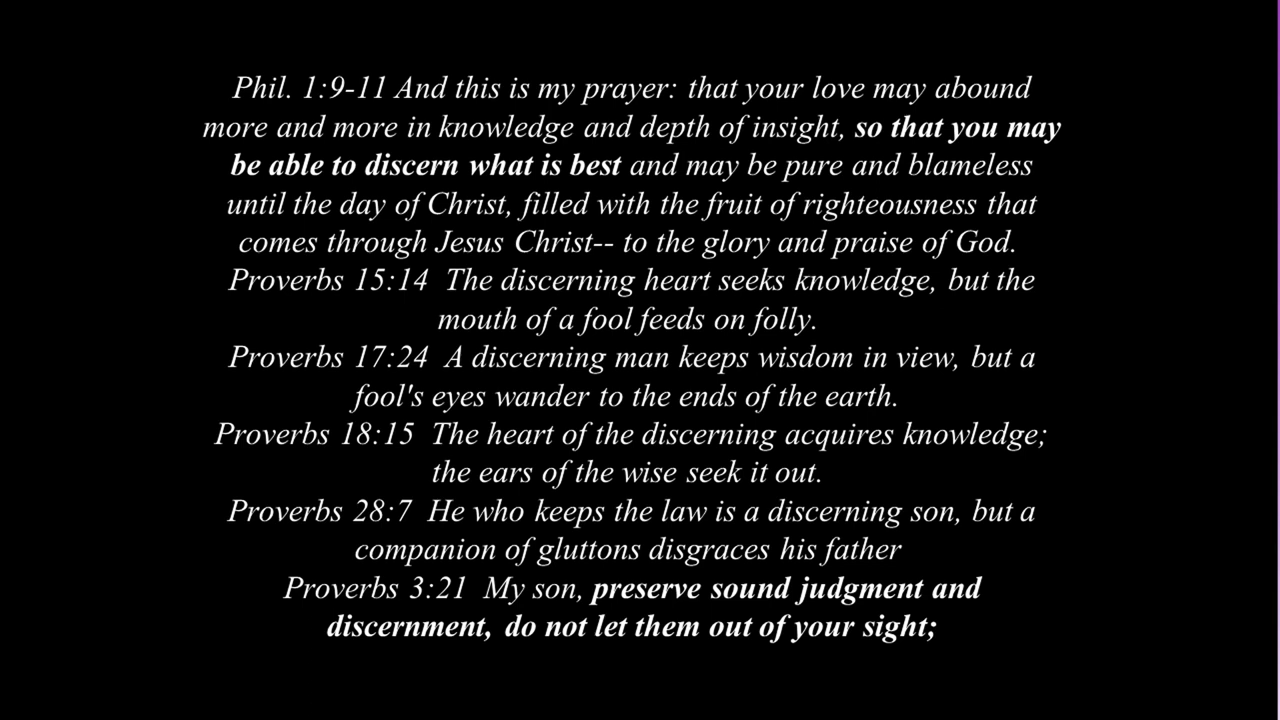 Phil. 1:9-11 And this is my prayer: that your love may abound
more and more in knowledge and depth of insight, so that you may
be able to discern what is best and may be pure and blameless
until the day of Christ, filled with the fruit of righteousness that
comes through Jesus Christ-- to the glory and praise of God.
Proverbs 15:14  The discerning heart seeks knowledge, but the
mouth of a fool feeds on folly.
Proverbs 17:24  A discerning man keeps wisdom in view, but a
fool's eyes wander to the ends of the earth.
Proverbs 18:15  The heart of the discerning acquires knowledge;
the ears of the wise seek it out.
Proverbs 28:7  He who keeps the law is a discerning son, but a
companion of gluttons disgraces his father
Proverbs 3:21  My son, preserve sound judgment and
discernment, do not let them out of your sight;